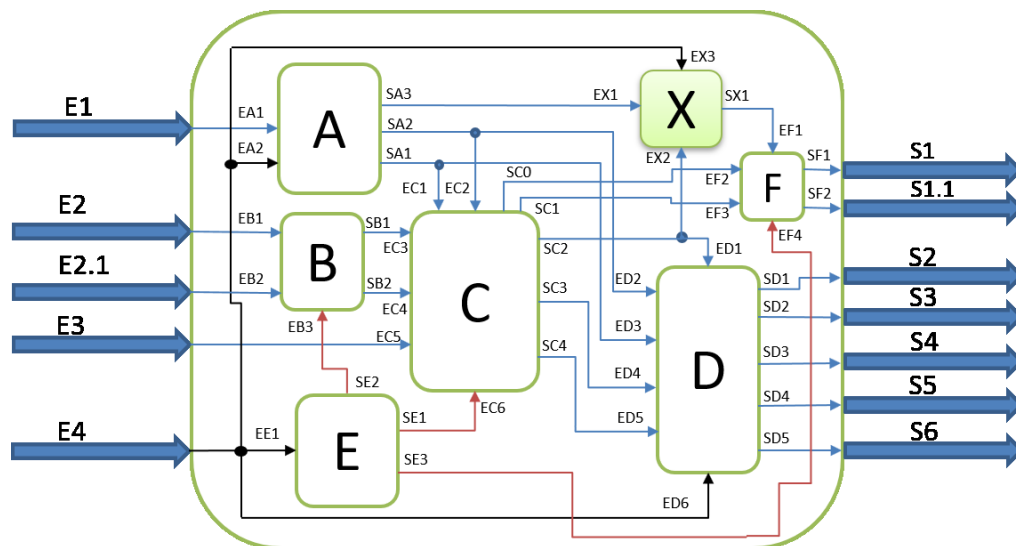 EX3
E1
EA1
A
SA3
EX1
X
SX1
EA2
SA2
SA1
EF1
EX2
SF1
S1
EC1
EC2
SC0
EF2
F
SF2
S1.1
E2
EB1
SB1
EC3
SC1
EF3
EF4
B
SC2
ED1
E2.1
EB2
SB2
EC4
C
SC3
ED2
SD1
S2
SD2
S3
E3
EB3
EC5
SC4
ED3
D
SD3
S4
SE2
EC6
ED4
SD4
S5
E4
EE1
E
SE1
ED5
SD5
S6
SE3
ED6